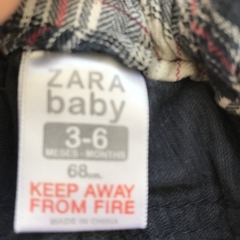 ZARA
baby
3-6
MESES - MONTHS
68cm.
KEEP AWAY
FROM FIRE
MADE IN CHINA